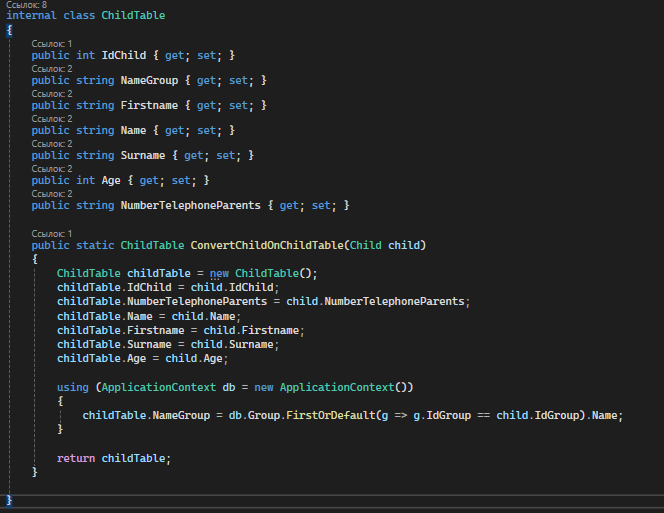 Ссылок: 8
internal class ChildTable
{
Ссылок: 1
public int IdChild { get; set; }
Ссылок: 2
public string NameGroup { get; set; }
Ссылок: 2
public string Firstname { get; set; }
Ссылок: 2
public string Name { get; set; }
Ссылок: 2
public string Surname { get; set; }
Ссылок: 2
public int Age { get; set; }
Ссылок: 2
public string NumberTelephoneParents { get; set; }
Ссылок: 1
public static ChildTable ConvertChildOnChildTable(Child child)
{
ChildTable childTable = new ChildTable();
childTable.IdChild = child.IdChild;
childTable.NumberTelephoneParents = child.NumberTelephoneParents;
childTable.Name = child.Name;
childTable.Firstname = child.Firstname;
childTable.Surname = child.Surname;
childTable.Age = child.Age;
using (ApplicationContext db = new ApplicationContext())
{
childTable.NameGroup = db.Group.FirstOrDefault(g => g.IdGroup == child.IdGroup).Name;
}
return childTable;
}
}